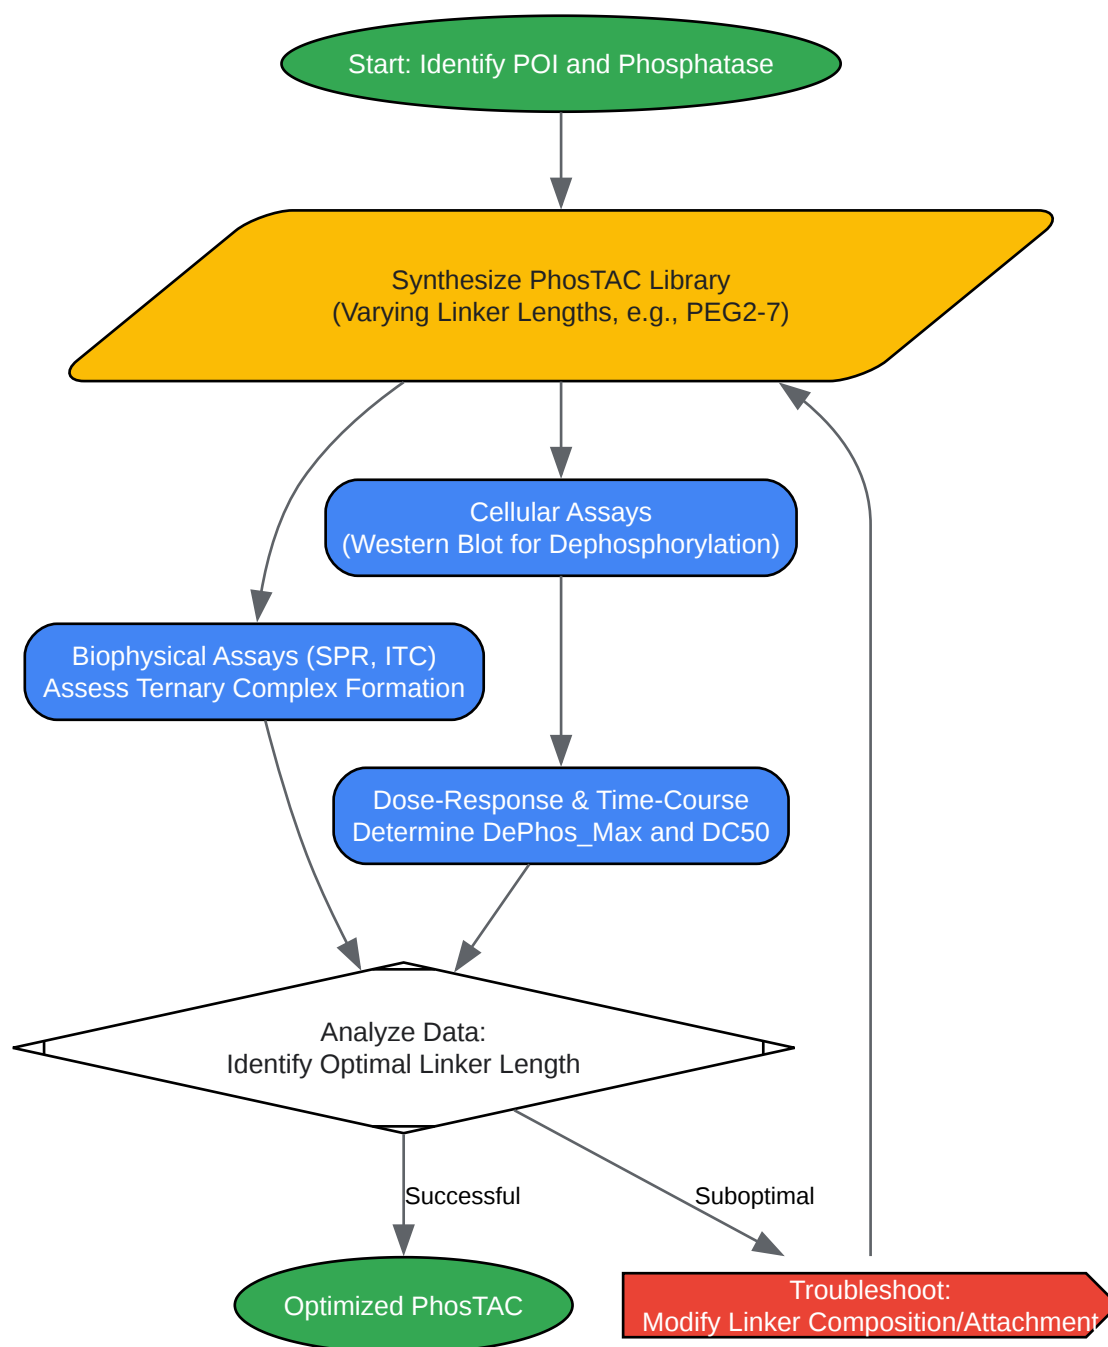 Start: Identify POI and Phosphatase
Synthesize PhosTAC Library
(Varying Linker Lengths, e.g., PEG2-7)
Cellular Assays
(Western Blot for Dephosphorylation)
Biophysical Assays (SPR, ITC)
Assess Ternary Complex Formation
Dose-Response & Time-Course
Determine DePhos_Max and DC50
Analyze Data:
Identify Optimal Linker Length
Successful
Suboptimal
Optimized PhosTAC
Troubleshoot:
Modify Linker Composition/Attachment